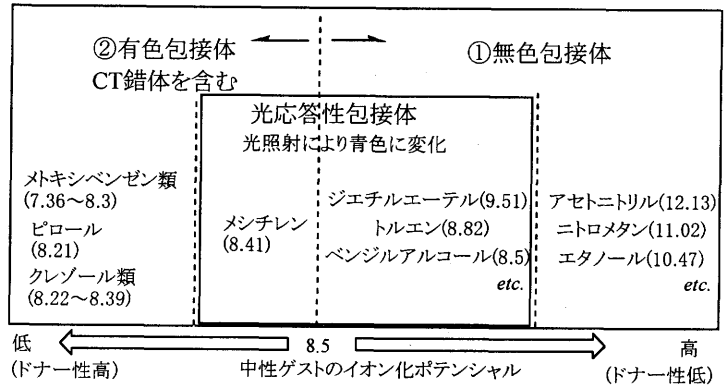 ②有色包接体
CT錯体を含む
①無色包接体
光応答性包接体
光照射により青色に変化
メトキシベンゼン類
(7.36～8.3)
ピロール
(8.21)
クレゾール類
(8.22～8.39)
メシチレン
(8.41)
ジエチルエーテル(9.51)
トルエン(8.82)
ベンジルアルコール(8.5)
etc.
アセトニトリル(12.13)
ニトロメタン(11.02)
エタノール(10.47)
etc.
低
(ドナー性高)
8.5
中性ゲストのイオン化ポテンシャル
高
(ドナー性低)